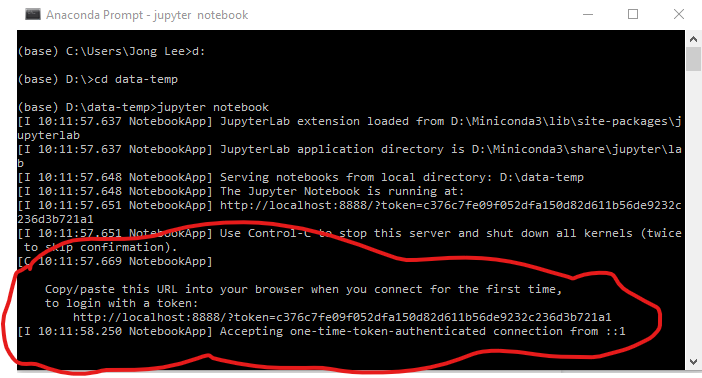 Anaconda Prompt - jupyter  notebook
(base) C:\Users\Jong Lee>d:
(base) D:\>cd data-temp
(base) D:\data-temp>jupyter notebook
[I 10:11:57.637 NotebookApp] JupyterLab extension loaded from D:\Miniconda3\lib\site-packages\j
upyterlab
[I 10:11:57.637 NotebookApp] JupyterLab application directory is D:\Miniconda3\share\jupyter\la
b
[I 10:11:57.648 NotebookApp] Serving notebooks from local directory: D:\data-temp
[I 10:11:57.648 NotebookApp] The Jupyter Notebook is running at:
[I 10:11:57.651 NotebookApp] http://localhost:8888/?token=c376c7fe09f052dfa150d82d611b56de9232c
236d3b721a1
[I 10:11:57.651 NotebookApp] Use Control-C to stop this server and shut down all kernels (twice
 to skip confirmation).
[C 10:11:57.669 NotebookApp]
    Copy/paste this URL into your browser when you connect for the first time,
    to login with a token:
        http://localhost:8888/?token=c376c7fe09f052dfa150d82d611b56de9232c236d3b721a1
[I 10:11:58.250 NotebookApp] Accepting one-time-token-authenticated connection from ::1